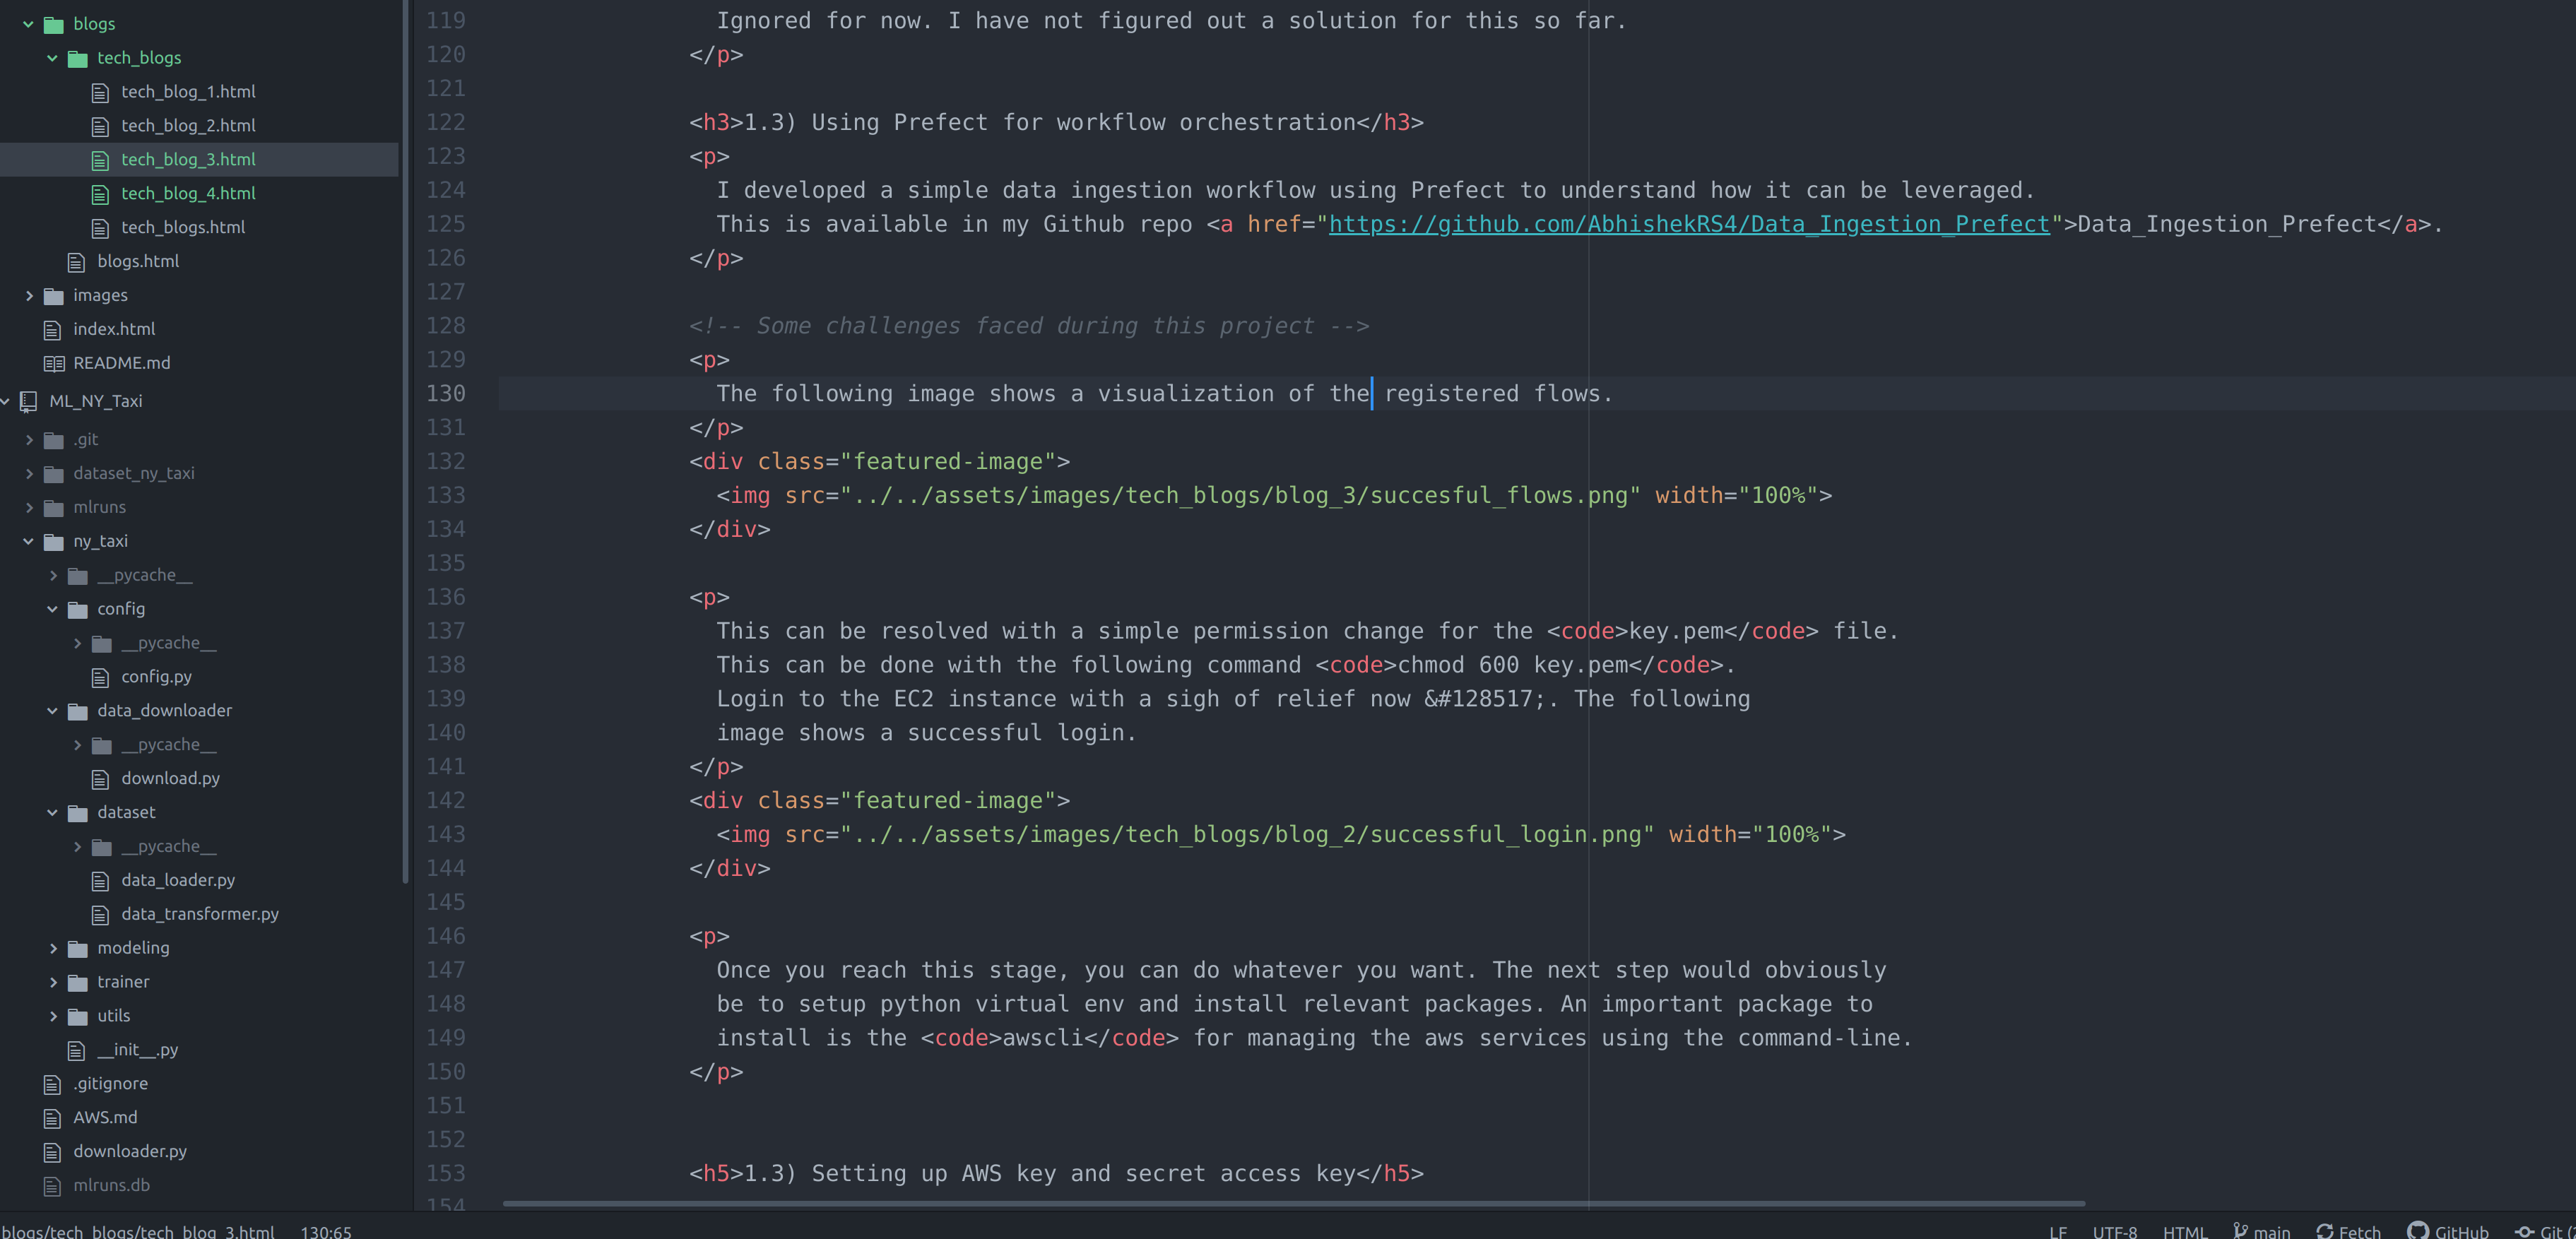 blogs
tech_blogs
tech_blog_1.html
tech_blog_2.html
tech_blog_3.html
tech_blog_4.html
tech_blogs.html
blogs.html
images
index.html
README.md
ML_NY_Taxi
.git
dataset_ny_taxi
mlruns
ny_taxi
__pycache__
config
__pycache__
config.py
data_downloader
__pycache__
download.py
dataset
__pycache__
data_loader.py
data_transformer.py
modeling
trainer
utils
__init__.py
.gitignore
AWS.md
downloader.py
mlruns.db
119 Ignored for now. I have not figured out a solution for this so far.
120 </p>
121
122 <h3>1.3) Using Prefect for workflow orchestration</h3>
123 <p>
124 I developed a simple data ingestion workflow using Prefect to understand how it can be leveraged.
125 This is available in my Github repo <a href="https://github.com/AbhishekRS4/Data_Ingestion_Prefect">Data_Ingestion_Prefect</a>.
126 </p>
127
128 <!-- Some challenges faced during this project -->
129 <p>
130 The following image shows a visualization of the registered flows.
131 </p>
132 <div class="featured-image">
133 <img src="../../assets/images/tech_blogs/blog_3/succesful_flows.png" width="100%">
134 </div>
135
136 <p>
137 This can be resolved with a simple permission change for the <code>key.pem</code> file.
138 This can be done with the following command <code>chmod 600 key.pem</code>.
139 Login to the EC2 instance with a sigh of relief now &#128517;. The following
140 image shows a successful login.
141 </p>
142 <div class="featured-image">
143 <img src="../../assets/images/tech_blogs/blog_2/successful_login.png" width="100%">
144 </div>
145
146 <p>
147 Once you reach this stage, you can do whatever you want. The next step would obviously
148 be to setup python virtual env and install relevant packages. An important package to
149 install is the <code>awscli</code> for managing the aws services using the command-line.
150 </p>
151
152
153 <h5>1.3) Setting up AWS key and secret access key</h5>
154
blogs/tech_blogs/tech_blog_3.html 130:65 LF UTF-8 HTML main Fetch GitHub Git